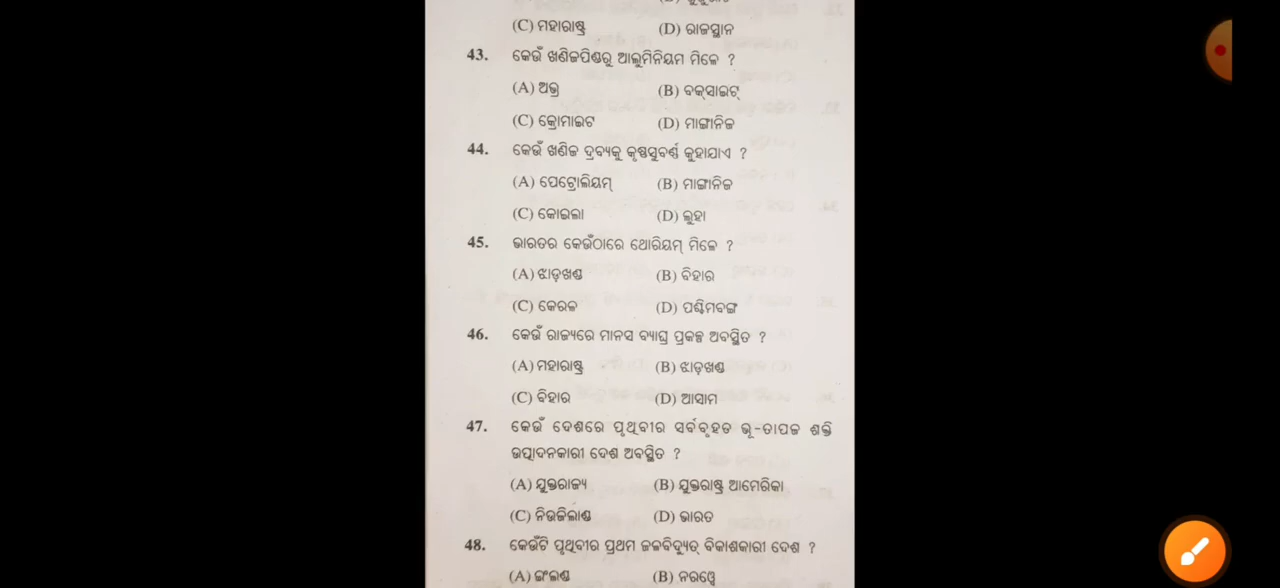 (C) ମହାରାଷ୍ଟ୍ର (D) ରାଜସ୍ଥାନ
43. କେଉଁ ଖଣିଜପିଣ୍ଡରୁ ଆଲୁମିନିୟମ ମିଳେ ?
(A) ଅଭ୍ର (B) ବକ୍‌ସାଇଟ୍
(C) କ୍ରୋମାଇଟ (D) ମାଙ୍ଗାନିଜ
44. କେଉଁ ଖଣିଜ ଦ୍ରବ୍ୟକୁ କୃଷ୍ଣସୁବର୍ଣ୍ଣ କୁହାଯାଏ ?
(A) ପେଟ୍ରୋଲିୟମ୍ (B) ମାଙ୍ଗାନିଜ
(C) କୋଇଲା (D) ଲୁହା
45. ଭାରତର କେଉଁଠାରେ ଥୋରିୟମ୍ ମିଳେ ?
(A) ଝାଡ଼ଖଣ୍ଡ (B) ବିହାର
(C) କେରଳ (D) ପଶ୍ଚିମବଙ୍ଗ
46. କେଉଁ ରାଜ୍ୟରେ ମାନସ ବ୍ୟାଘ୍ର ପ୍ରକଳ୍ପ ଅବସ୍ଥିତ ?
(A) ମହାରାଷ୍ଟ୍ର (B) ଝାଡ଼ଖଣ୍ଡ
(C) ବିହାର (D) ଆସାମ
47. କେଉଁ ଦେଶରେ ପୃଥିବୀର ସର୍ବବୃହତ ଭୂ-ତାପଜ ଶକ୍ତି
ଉତ୍ପାଦନକାରୀ ଦେଶ ଅବସ୍ଥିତ ?
(A) ଯୁକ୍ତରାଜ୍ୟ (B) ଯୁକ୍ତରାଷ୍ଟ୍ର ଆମେରିକା
(C) ନିଉଜିଲାଣ୍ଡ (D) ଭାରତ
48. କେଉଁଟି ପୃଥିବୀର ପ୍ରଥମ ଜଳବିଦ୍ୟୁତ୍ ବିକାଶକାରୀ ଦେଶ ?
(A) ଇଂଲଣ୍ଡ (B) ନରୱେ